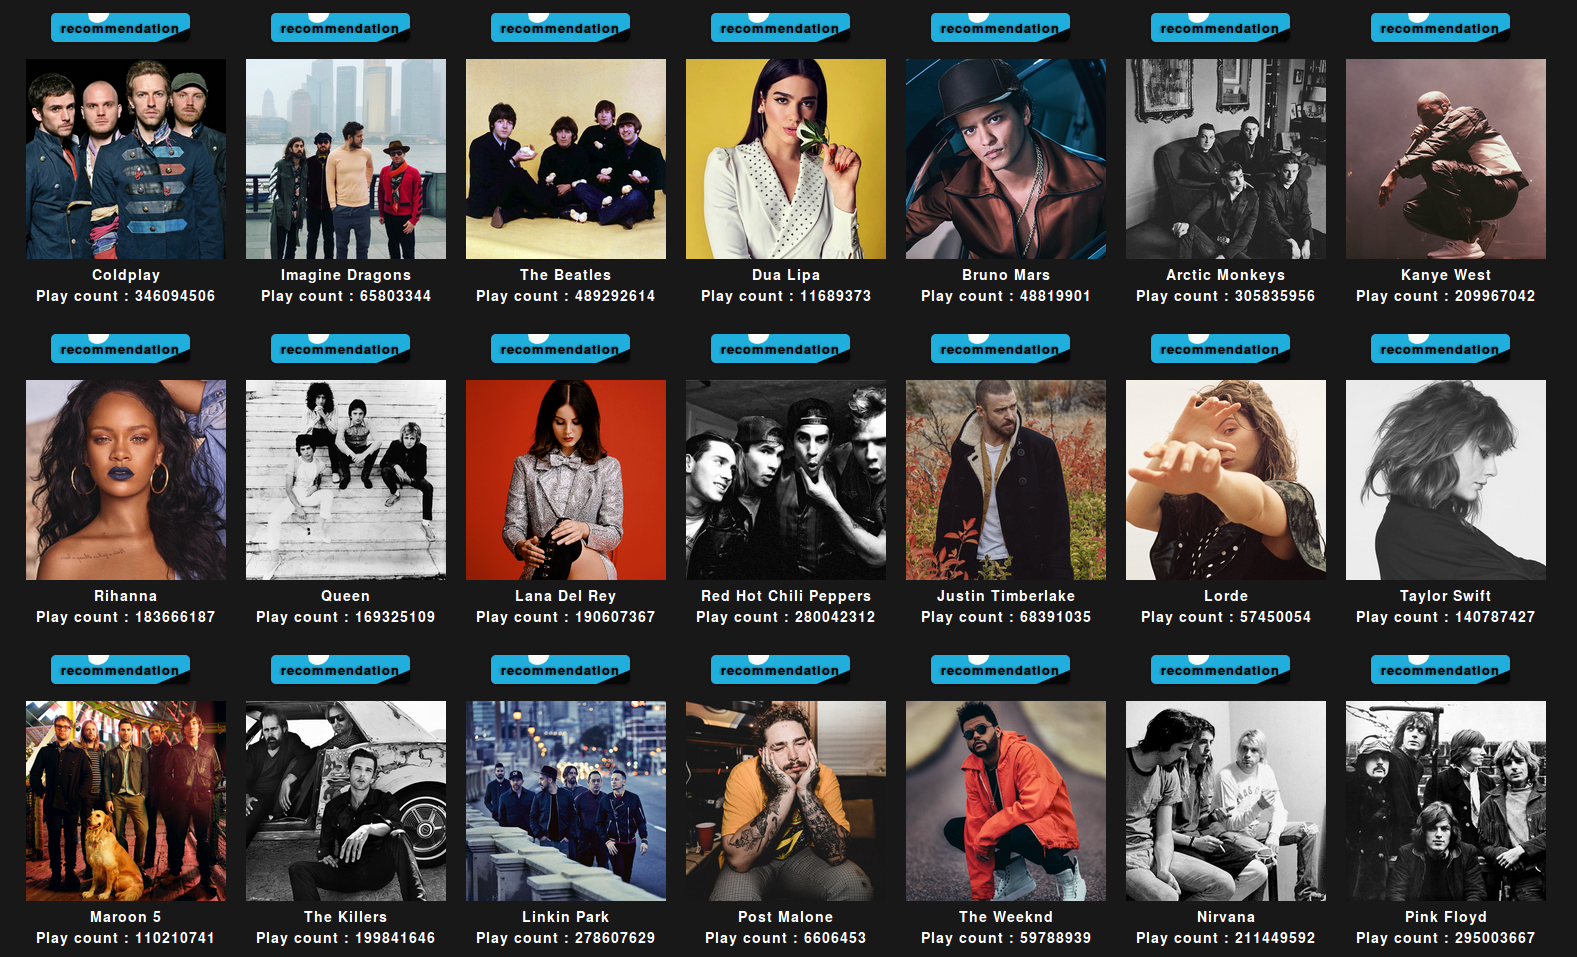 recommendation recommendation recommendation recommendation recommendation recommendation recommendation
Coldplay Imagine Dragons The Beatles Dua Lipa Bruno Mars Arctic Monkeys Kanye West
Play count : 346094506 Play count : 65803344 Play count : 489292614 Play count : 11689373 Play count : 48819901 Play count : 305835956 Play count : 209967042
recommendation recommendation recommendation recommendation recommendation recommendation recommendation
Rihanna Queen Lana Del Rey Red Hot Chili Peppers Justin Timberlake Lorde Taylor Swift
Play count : 183666187 Play count : 169325109 Play count : 190607367 Play count : 280042312 Play count : 68391035 Play count : 57450054 Play count : 140787427
recommendation recommendation recommendation recommendation recommendation recommendation recommendation
Maroon 5 The Killers Linkin Park Post Malone The Weeknd Nirvana Pink Floyd
Play count : 110210741 Play count : 199841646 Play count : 278607629 Play count : 6606453 Play count : 59788939 Play count : 211449592 Play count : 295003667